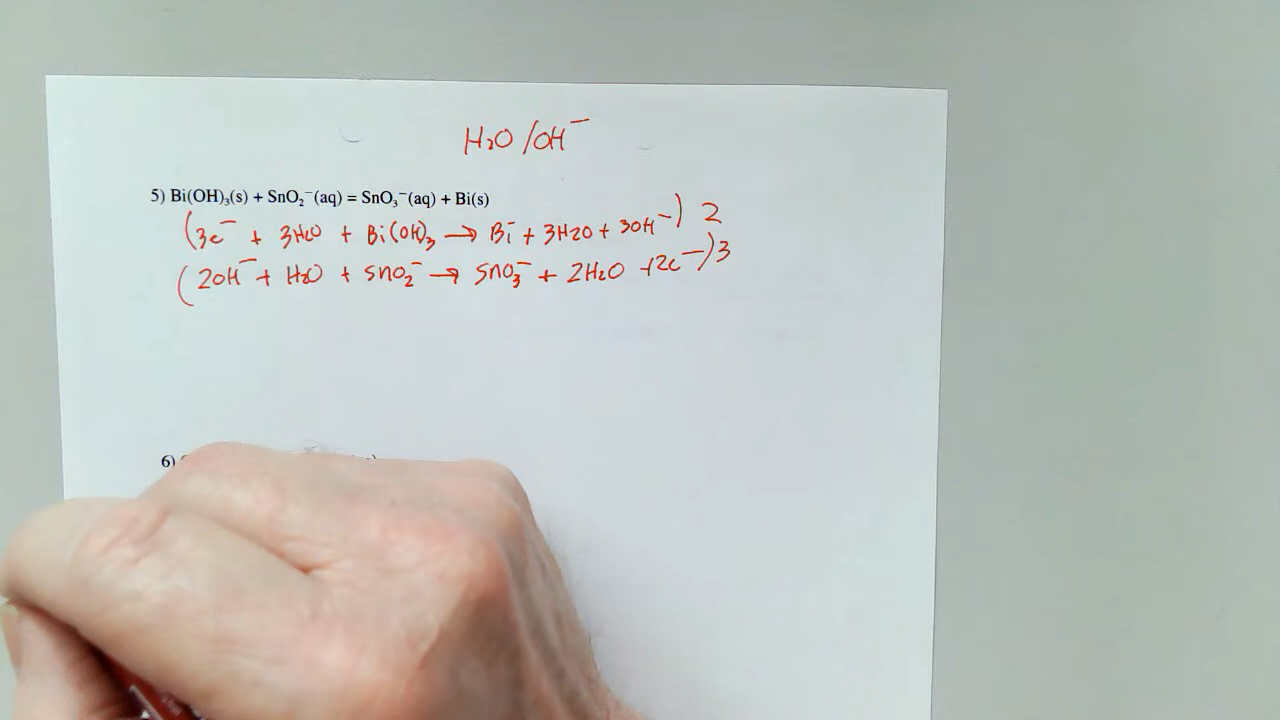 H₂O/OH⁻
5) Bi(OH)₃(s) + SnO₂⁻(aq) = SnO₃⁻(aq) + Bi(s)
(3e⁻ + 3H₂O + Bi(OH)₃ → Bi + 3H₂O + 3OH⁻) 2
(2OH⁻ + H₂O + SnO₂⁻ → SnO₃⁻ + 2H₂O + 2e⁻) 3
6)